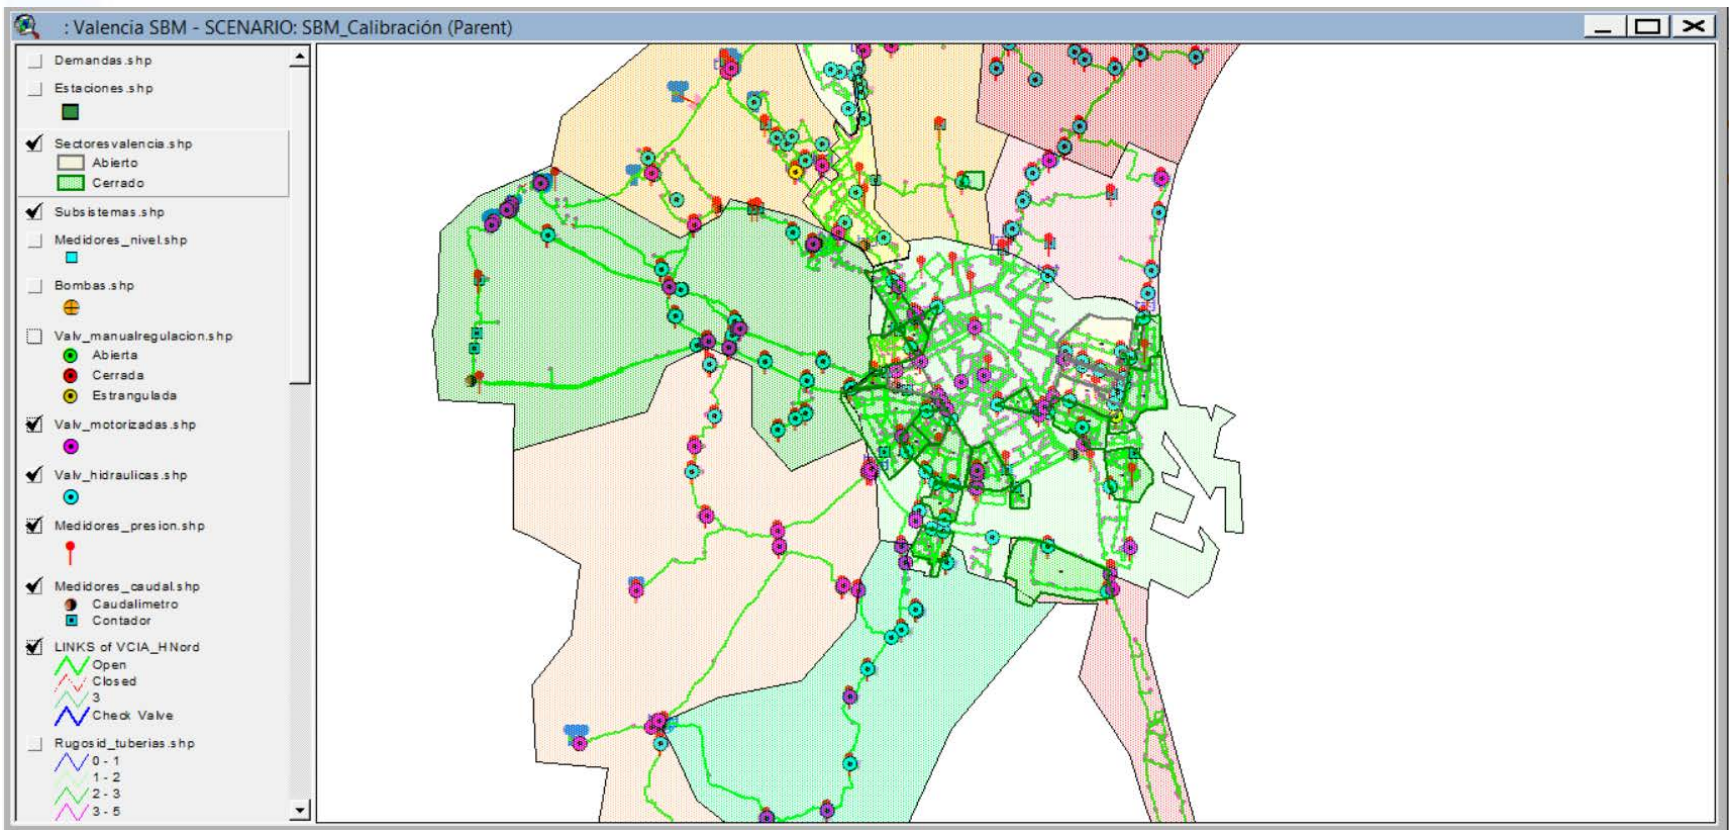 : Valencia SBM - SCENARIO: SBM_Calibración (Parent)
Demandas.shp
Estaciones.shp
Sectoresvalencia.shp
Abierto
Cerrado
Subsistemas.shp
Medidores_nivel.shp
Bombas.shp
Valv_manualregulacion.shp
Abierta
Cerrada
Estrangulada
Valv_motorizadas.shp
Valv_hidraulicas.shp
Medidores_presion.shp
Medidores_caudal.shp
Caudalimetro
Contador
LINKS of VCIA_HNord
Open
Closed
3
Check Valve
Rugosid_tuberias.shp
0 - 1
1 - 2
2 - 3
3 - 5